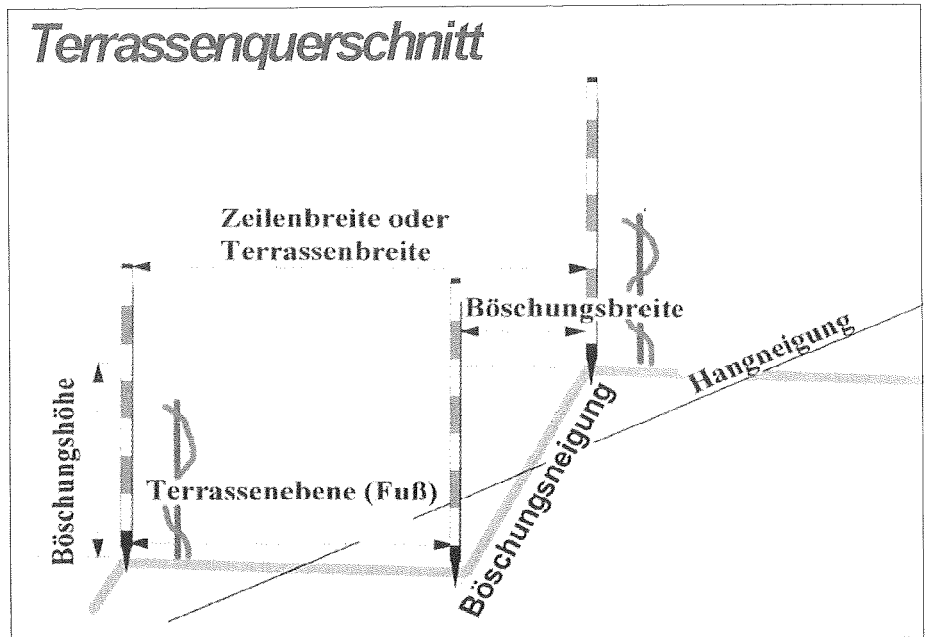 Terrassenquerschnitt
Zeilenbreite oder
Terrassenbreite
Böschungsbreite
Hangneigung
Böschungshöhe
Terrassenebene (Fuß)
Böschungsneigung